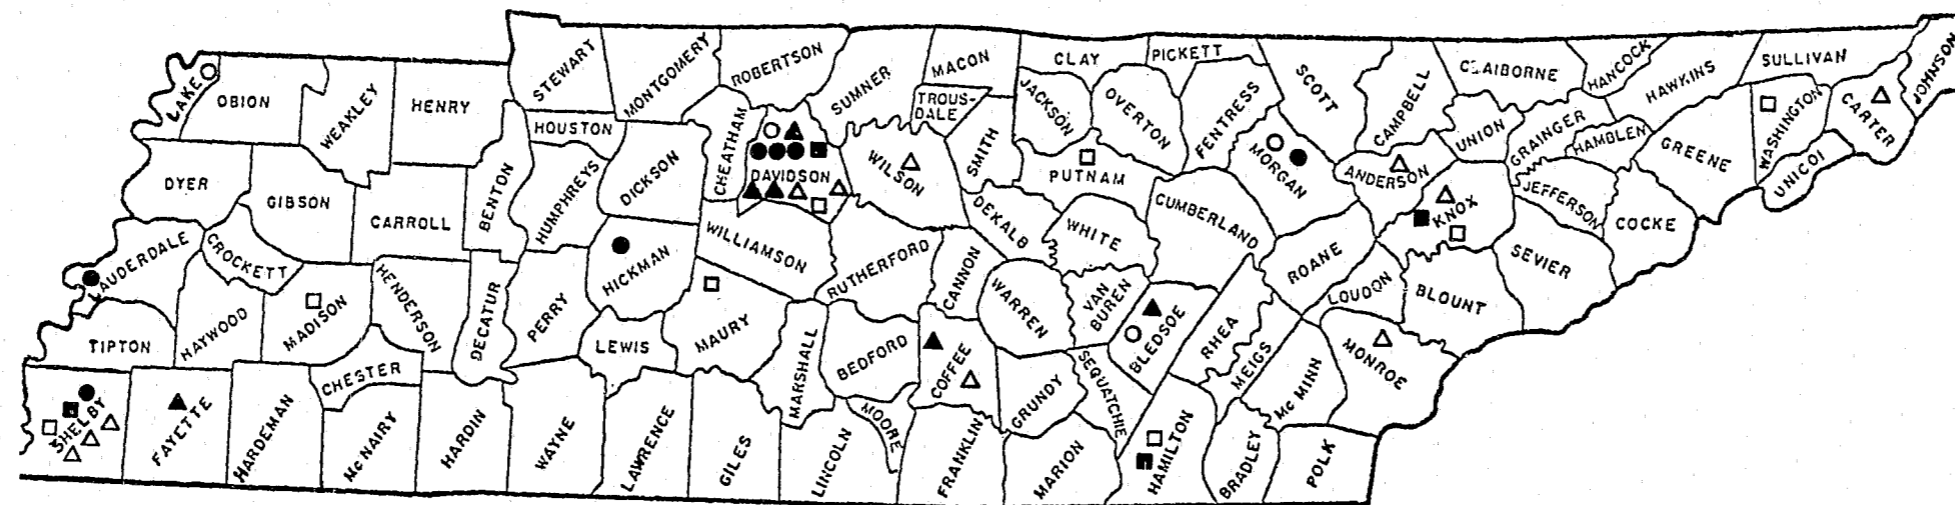 LAKE
OBION
WEAKLEY
HENRY
STEWART
MONTGOMERY
ROBERTSON
SUMNER
MACON
TROUS-
DALE
CLAY
PICKETT
JACKSON
OVERTON
FENTRESS
SCOTT
CAMPBELL
CLAIBORNE
HANCOCK
HAWKINS
SULLIVAN
JOHNSON
CARTER
WASHINGTON
UNICOI
GREENE
HAMBLEN
GRAINGER
UNION
ANDERSON
MORGAN
PUTNAM
SMITH
WILSON
DAVIDSON
CHEATHAM
DICKSON
HOUSTON
HUMPHREYS
BENTON
CARROLL
GIBSON
DYER
LAUDERDALE
CROCKETT
HAYWOOD
MADISON
HENDERSON
DECATUR
PERRY
HICKMAN
WILLIAMSON
RUTHERFORD
CANNON
DEKALB
WHITE
CUMBERLAND
ROANE
KNOX
JEFFERSON
COCKE
SEVIER
BLOUNT
LOUDON
MONROE
McMINN
MEIGS
RHEA
BLEDSOE
VAN
BUREN
WARREN
COFFEE
BEDFORD
MARSHALL
MAURY
LEWIS
TIPTON
SHELBY
FAYETTE
HARDEMAN
CHESTER
McNAIRY
HARDIN
WAYNE
LAWRENCE
GILES
LINCOLN
MOORE
FRANKLIN
GRUNDY
MARION
SEQUATCHIE
HAMILTON
BRADLEY
POLK